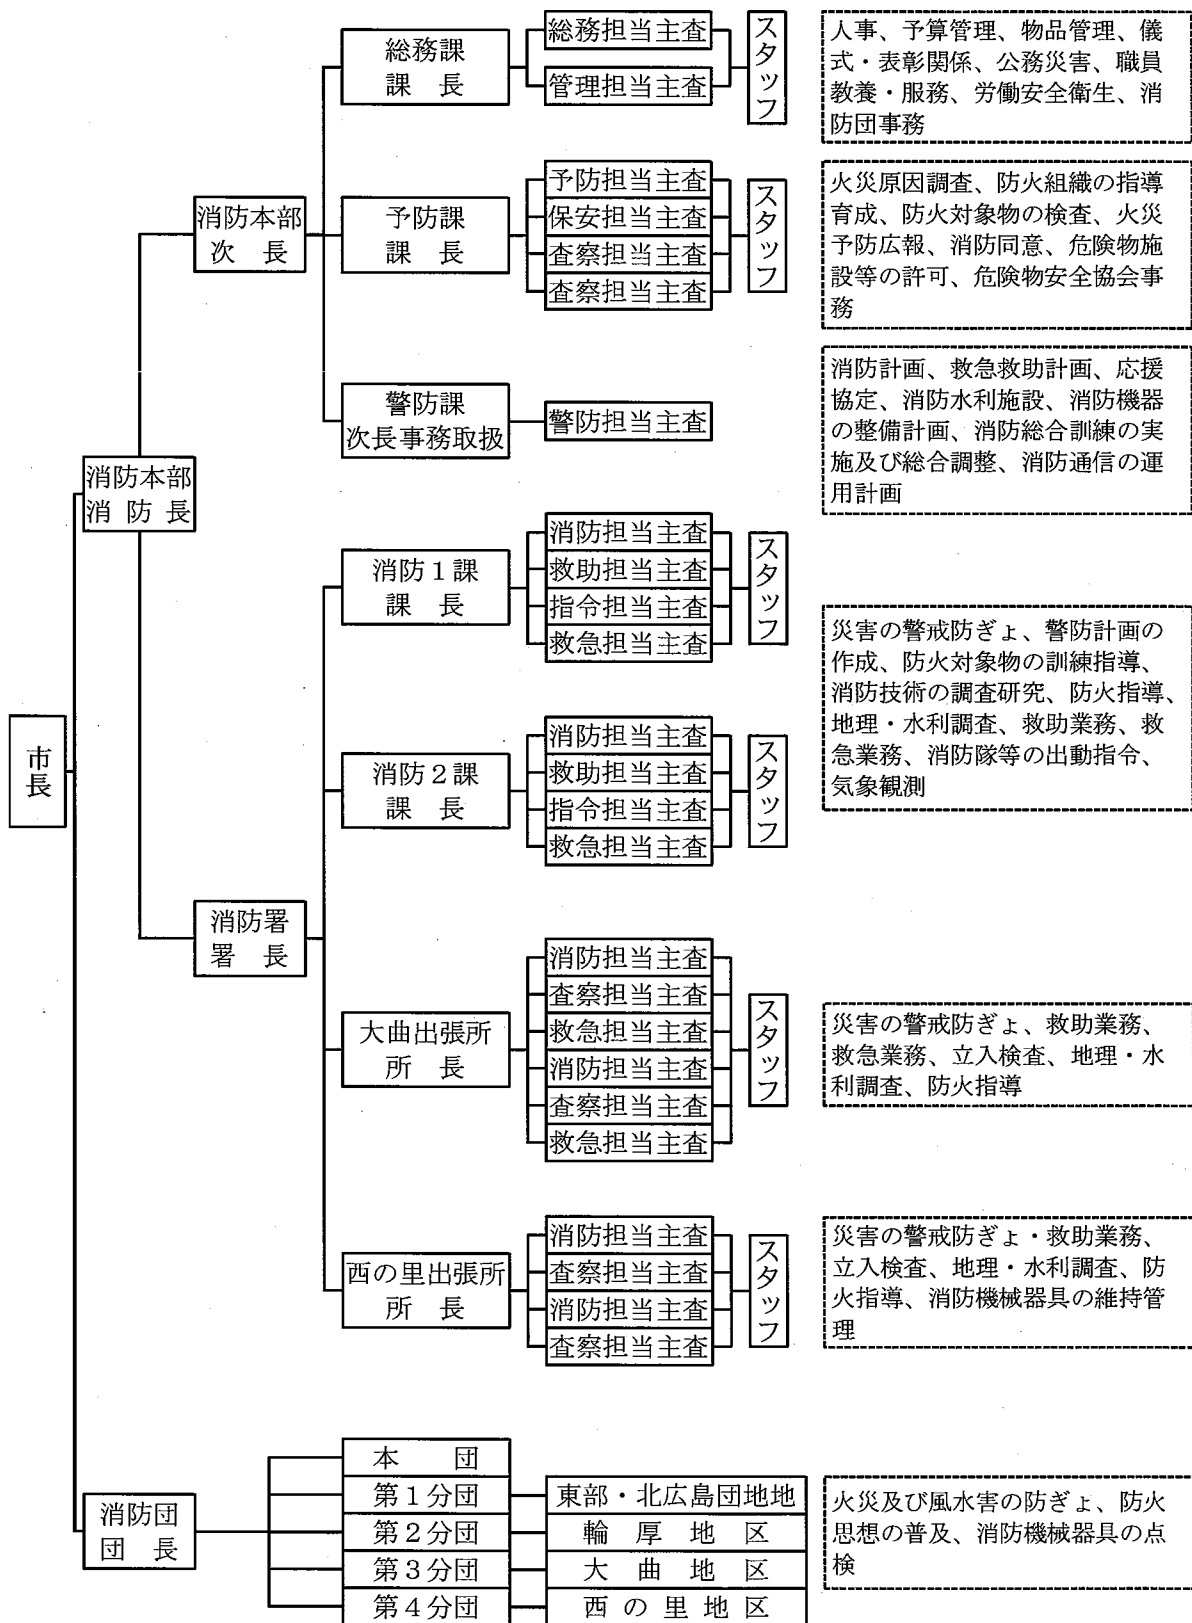 市長
消防本部
消防長
消防本部
次長
総務課
課長
総務担当主査
管理担当主査
スタッフ
人事、予算管理、物品管理、儀
式・表彰関係、公務災害、職員
教養・服務、労働安全衛生、消
防団事務
予防課
課長
予防担当主査
保安担当主査
査察担当主査
査察担当主査
スタッフ
火災原因調査、防火組織の指導
育成、防火対象物の検査、火災
予防広報、消防同意、危険物施
設等の許可、危険物安全協会事
務
警防課
次長事務取扱
警防担当主査
消防計画、救急救助計画、応援
協定、消防水利施設、消防機器
の整備計画、消防総合訓練の実
施及び総合調整、消防通信の運
用計画
消防署
署長
消防1課
課長
消防担当主査
救助担当主査
指令担当主査
救急担当主査
スタッフ
消防2課
課長
消防担当主査
救助担当主査
指令担当主査
救急担当主査
スタッフ
災害の警戒防ぎょ、警防計画の
作成、防火対象物の訓練指導、
消防技術の調査研究、防火指導、
地理・水利調査、救助業務、救
急業務、消防隊等の出動指令、
気象観測
大曲出張所
所長
消防担当主査
査察担当主査
救急担当主査
消防担当主査
査察担当主査
救急担当主査
スタッフ
災害の警戒防ぎょ、救助業務、
救急業務、立入検査、地理・水
利調査、防火指導
西の里出張所
所長
消防担当主査
査察担当主査
消防担当主査
査察担当主査
スタッフ
災害の警戒防ぎょ・救助業務、
立入検査、地理・水利調査、防
火指導、消防機械器具の維持管
理
消防団
団長
本団
第1分団
東部・北広島団地地
第2分団
輪厚地区
第3分団
大曲地区
第4分団
西の里地区
火災及び風水害の防ぎょ、防火
思想の普及、消防機械器具の点
検